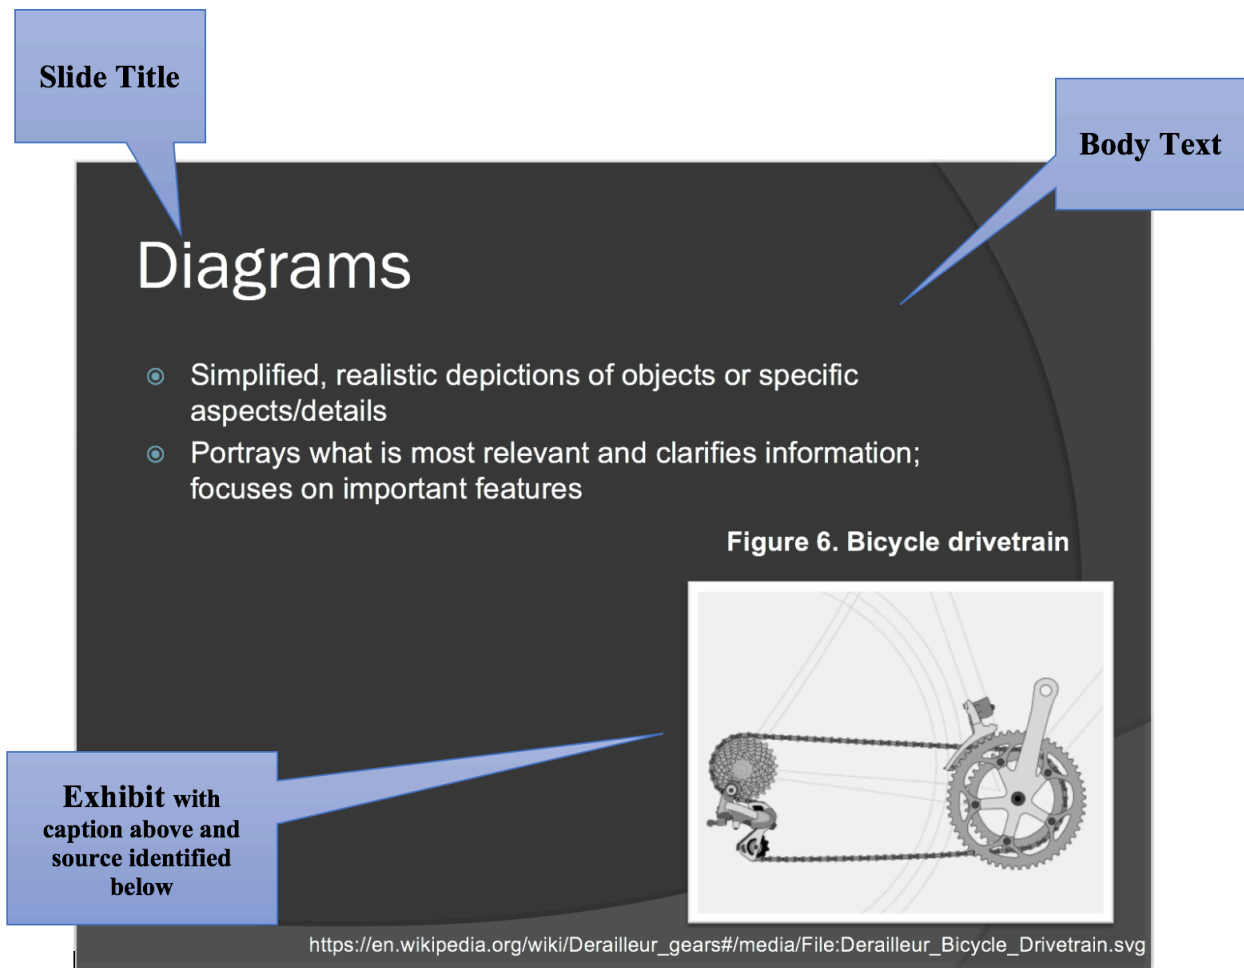 Slide Title
Body Text
Diagrams
Simplified, realistic depictions of objects or specific
aspects/details
Portrays what is most relevant and clarifies information;
focuses on important features
Figure 6. Bicycle drivetrain
Exhibit with
caption above and
source identified
below
https://en.wikipedia.org/wiki/Derailleur_gears#/media/File:Derailleur_Bicycle_Drivetrain.svg